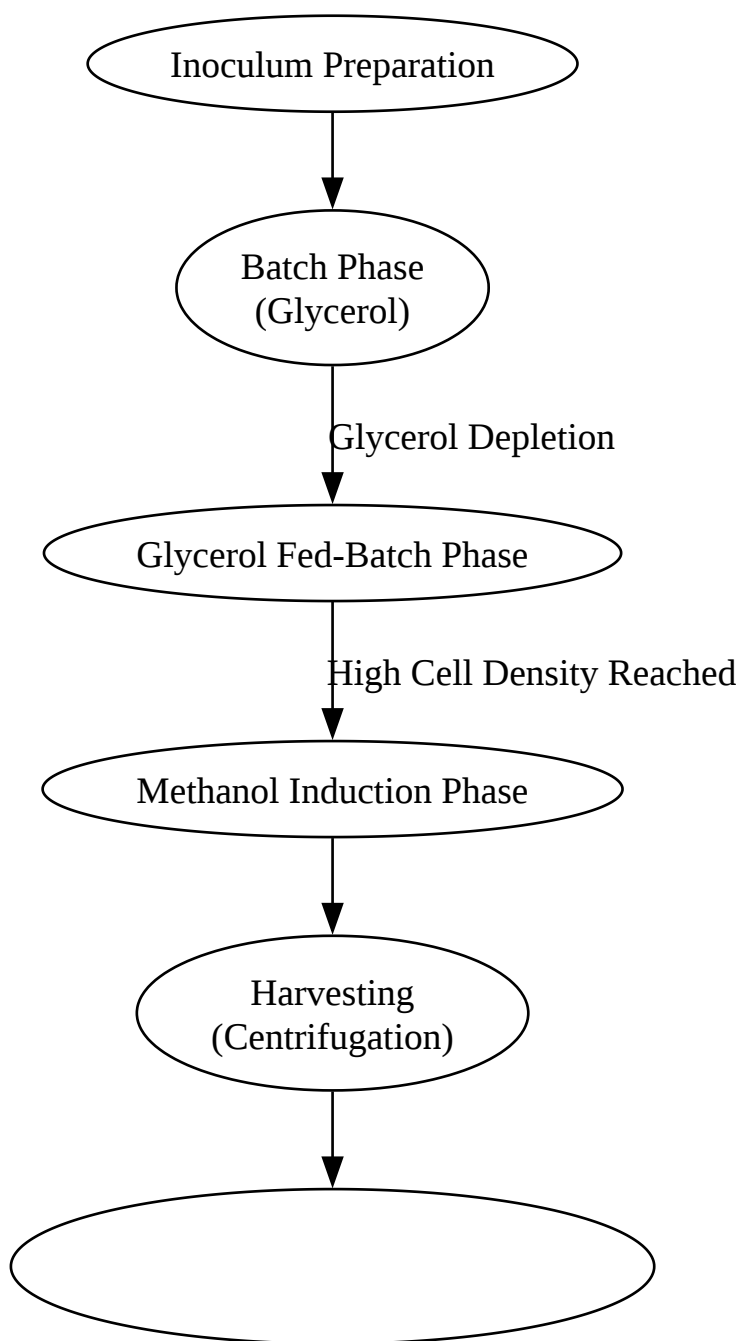 Inoculum Preparation
Batch Phase
(Glycerol)
Glycerol Depletion
Glycerol Fed-Batch Phase
High Cell Density Reached
Methanol Induction Phase
Harvesting
(Centrifugation)